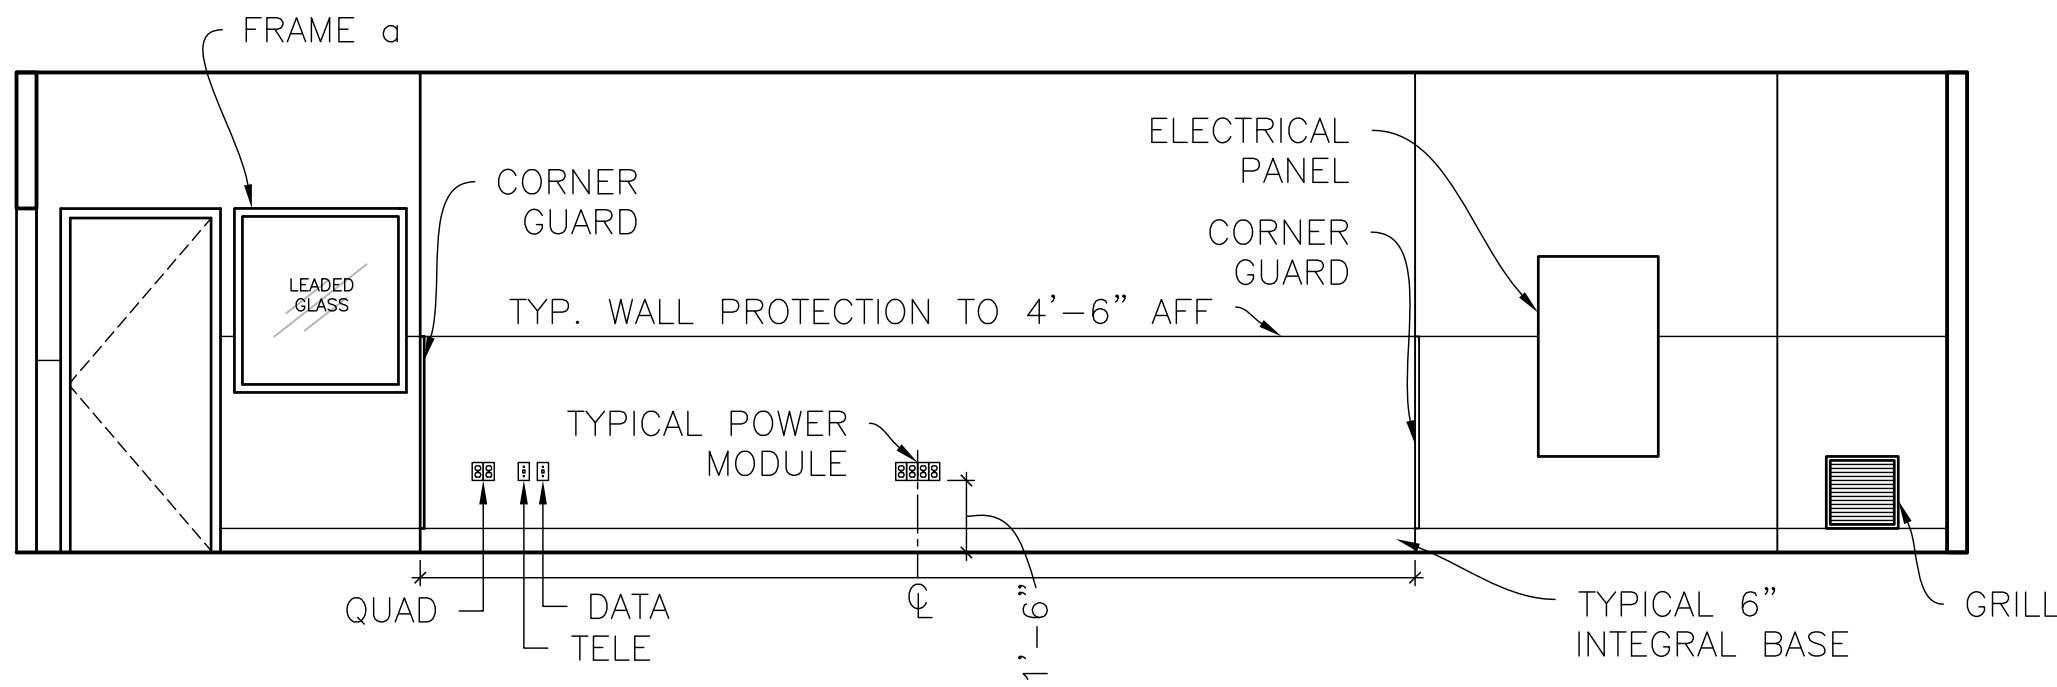 FRAME a
ELECTRICAL
PANEL
CORNER
GUARD
CORNER
GUARD
LEADED
GLASS
TYP. WALL PROTECTION TO 4'-6" AFF
TYPICAL POWER
MODULE
QUAD
DATA
TELE
℄
1'-6"
TYPICAL 6"
INTEGRAL BASE
GRILL